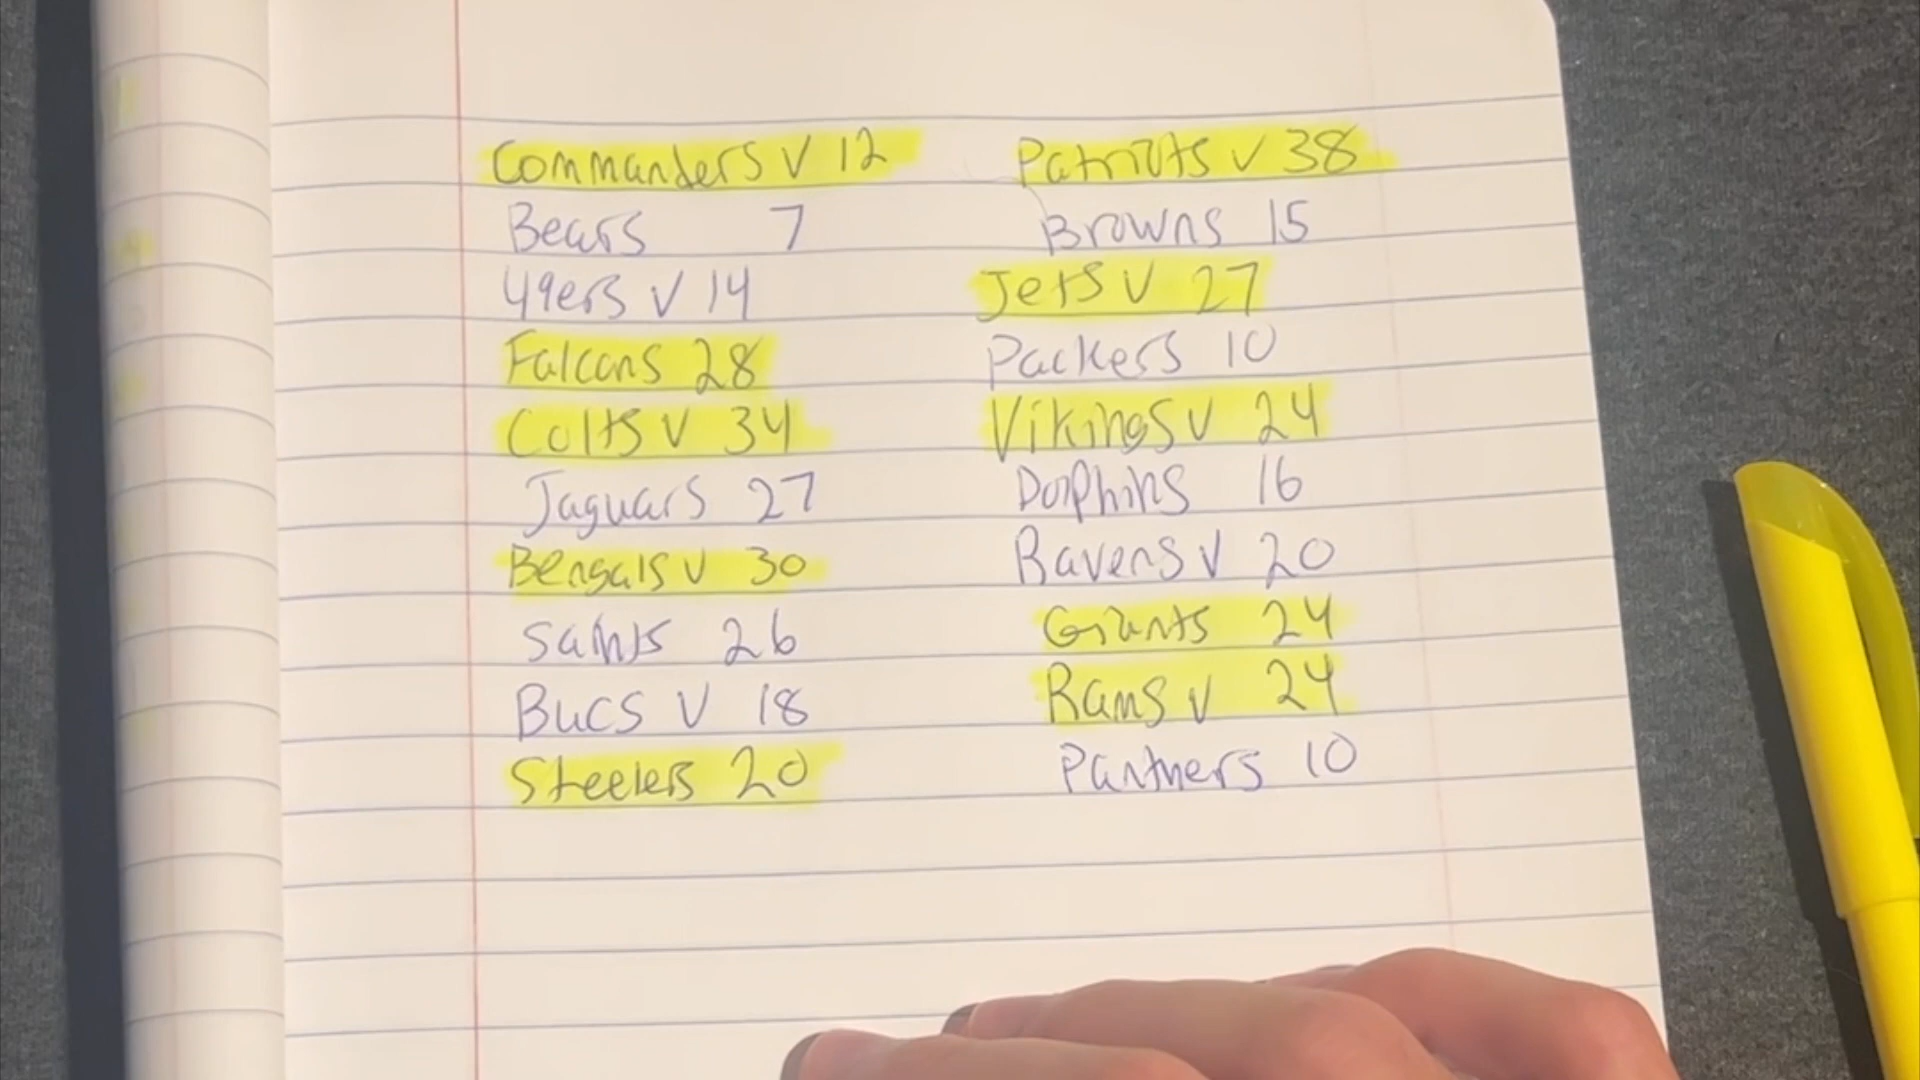 Commanders v 12
Bears 7
49ers v 14
Falcons 28
Colts v 34
Jaguars 27
Bengals v 30
Saints 26
Bucs v 18
Steelers 20
Patriots v 38
Browns 15
Jets v 27
Packers 10
Vikings v 24
Dolphins 16
Ravens v 20
Giants 24
Rams v 24
Panthers 10